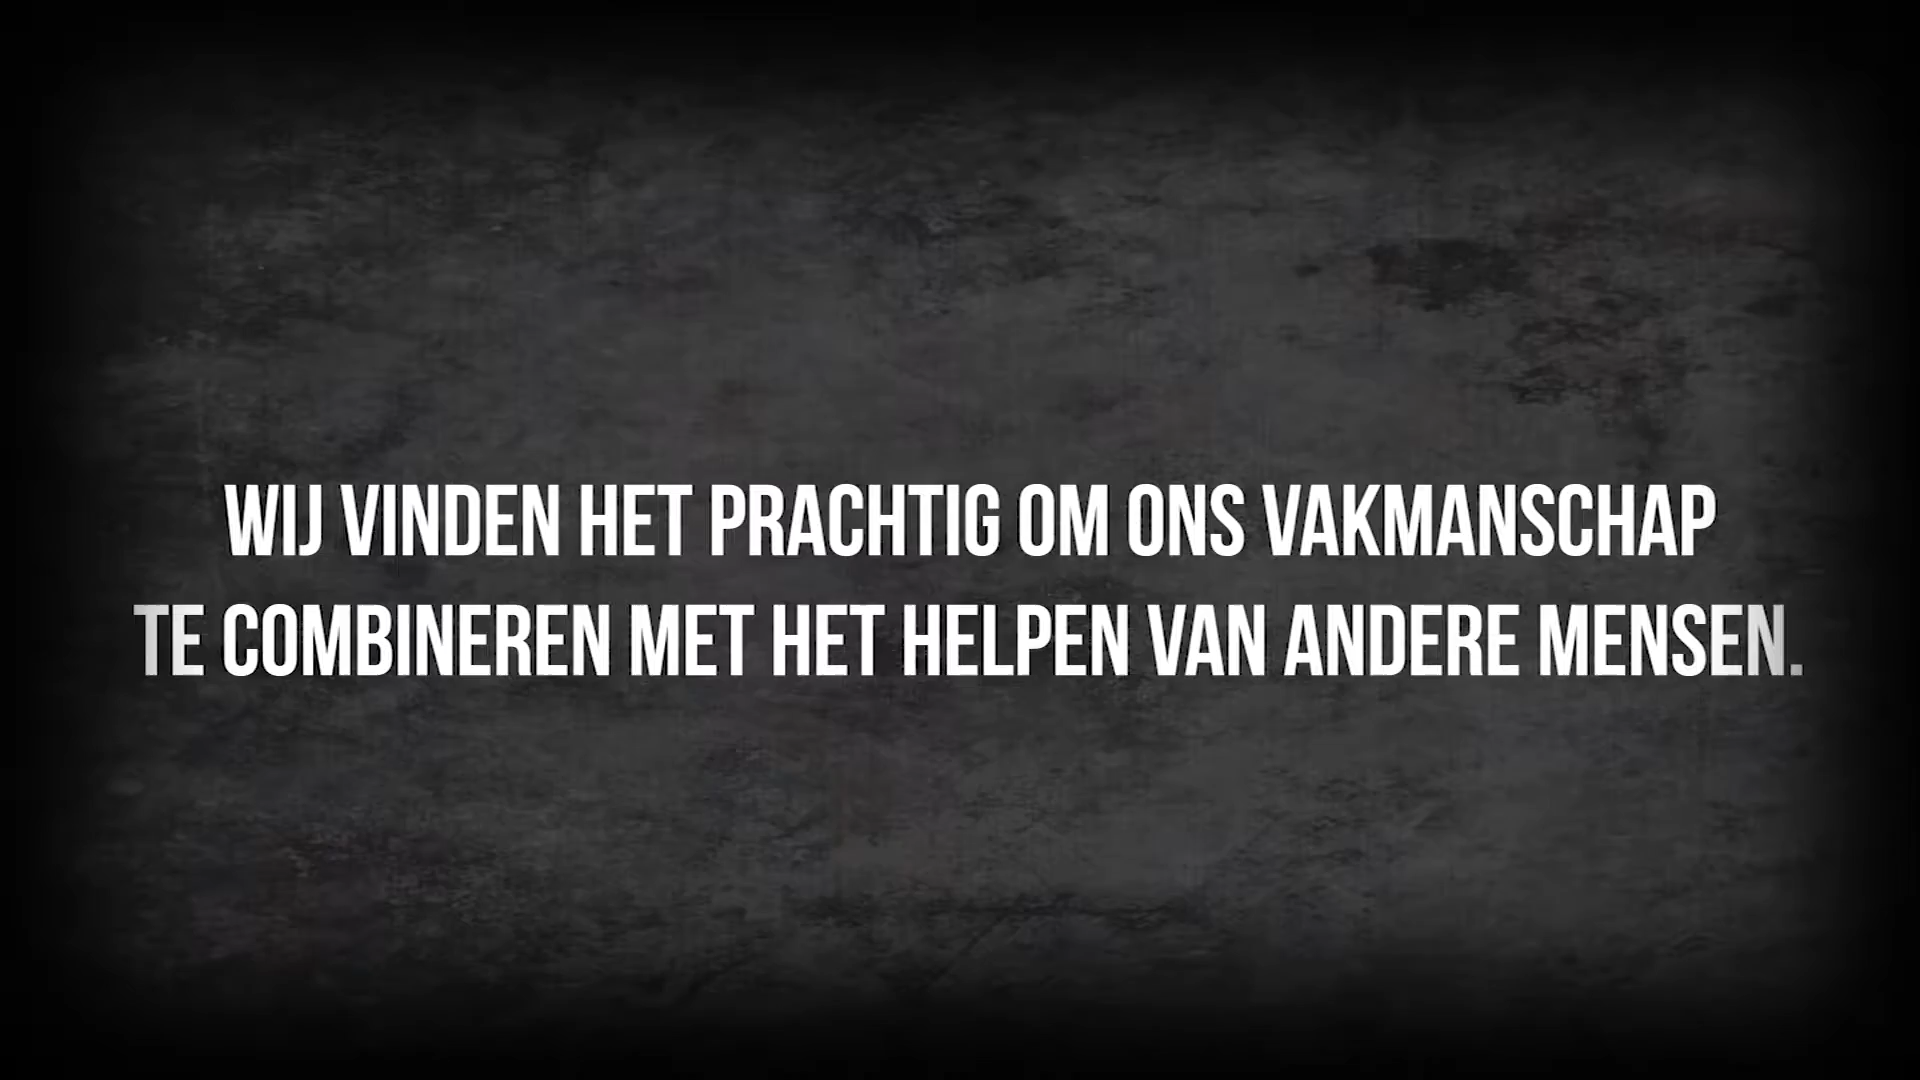 WIJ VINDEN HET PRACHTIG OM ONS VAKMANSCHAP
TE COMBINEREN MET HET HELPEN VAN ANDERE MENSEN.